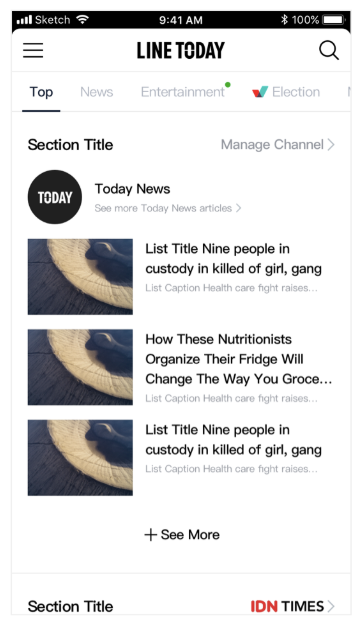 Sketch 9:41 AM 100%
LINE TODAY
Top News Entertainment Election
Section Title Manage Channel >
TODAY
Today News
See more Today News articles >
List Title Nine people in
custody in killed of girl, gang
List Caption Health care fight raises...
How These Nutritionists
Organize Their Fridge Will
Change The Way You Groce...
List Caption Health care fight raises...
List Title Nine people in
custody in killed of girl, gang
List Caption Health care fight raises...
+ See More
Section Title IDN TIMES >